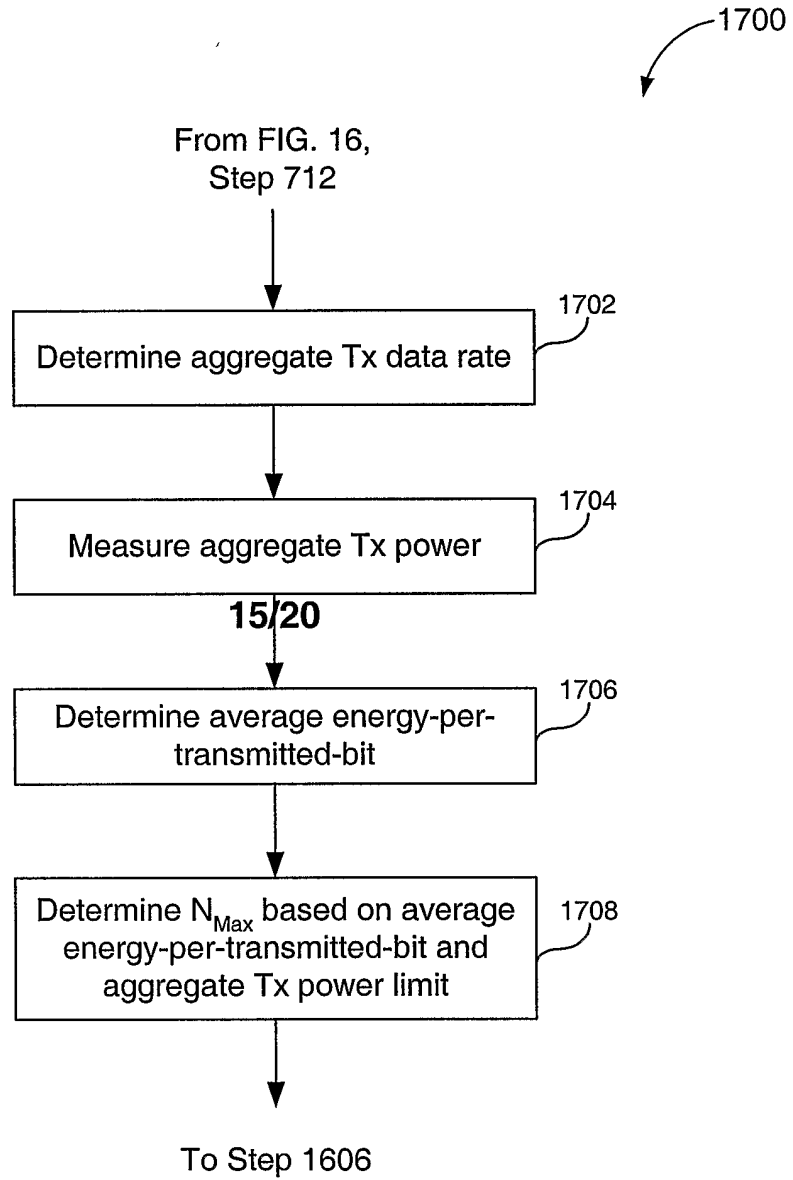 1700
From FIG. 16,
Step 712
1702
Determine aggregate Tx data rate
1704
Measure aggregate Tx power
15/20
1706
Determine average energy-per-
transmitted-bit
1708
Determine NMax based on average
energy-per-transmitted-bit and
aggregate Tx power limit
To Step 1606